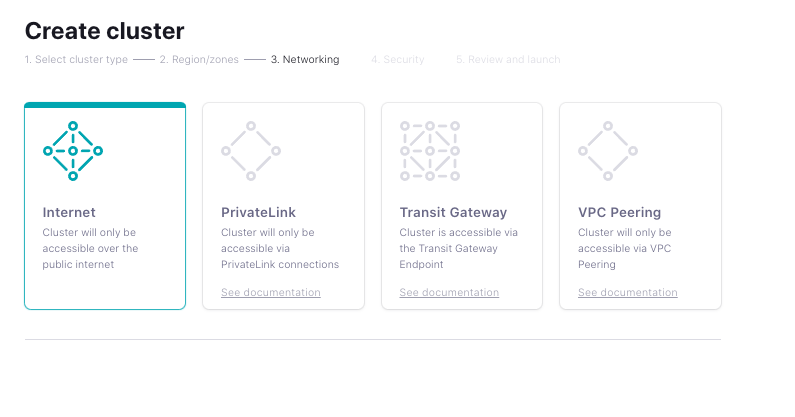 Create cluster
1. Select cluster type 2. Region/zones 3. Networking 4. Security 5. Review and launch
Internet
Cluster will only be
accessible over the
public internet
PrivateLink
Cluster will only be
accessible via
PrivateLink connections
See documentation
Transit Gateway
Cluster is accessible via
the Transit Gateway
Endpoint
See documentation
VPC Peering
Cluster will only be
accessible via VPC
Peering
See documentation